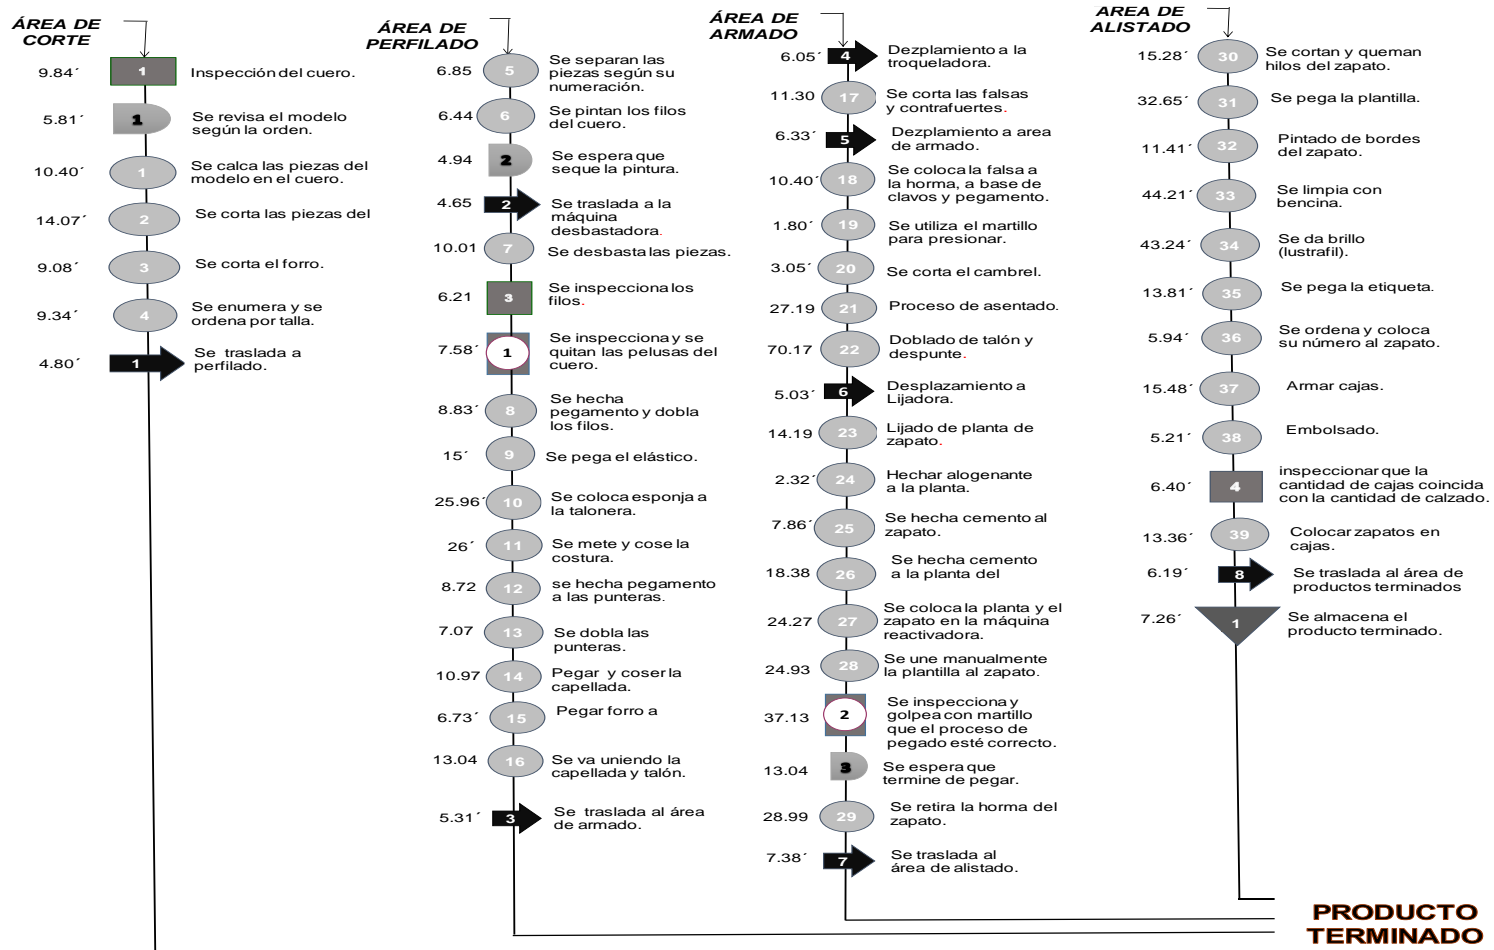 ÁREA DE
CORTE
9.84´
1
Inspección del cuero.
5.81´
1
Se revisa el modelo
según la orden.
10.40´
1
Se calca las piezas del
modelo en el cuero.
14.07´
2
Se corta las piezas del
9.08´
3
Se corta el forro.
9.34´
4
Se enumera y se
ordena por talla.
4.80´
1
Se traslada a
perfilado.
ÁREA DE
PERFILADO
6.85
5
Se separan las
piezas según su
numeración.
6.44
6
Se pintan los filos
del cuero.
4.94
2
Se espera que
seque la pintura.
4.65
2
Se traslada a la
máquina
desbastadora.
10.01
7
Se desbasta las piezas.
6.21
3
Se inspecciona los
filos.
7.58´
1
Se inspecciona y se
quitan las pelusas del
cuero.
8.83´
8
Se hecha
pegamento y dobla
los filos.
15´
9
Se pega el elástico.
25.96´
10
Se coloca esponja a
la talonera.
26´
11
Se mete y cose la
costura.
8.72
12
se hecha pegamento
a las punteras.
7.07
13
Se dobla las
punteras.
10.97
14
Pegar y coser la
capellada.
6.73´
15
Pegar forro a
13.04
16
Se va uniendo la
capellada y talón.
5.31´
3
Se traslada al área
de armado.
ÁREA DE
ARMADO
6.05´
4
Dezplamiento a la
troqueladora.
11.30
17
Se corta las falsas
y contrafuertes.
6.33´
5
Dezplamiento a area
de armado.
10.40´
18
Se coloca la falsa a
la horma, a base de
clavos y pegamento.
1.80´
19
Se utiliza el martillo
para presionar.
3.05´
20
Se corta el cambrel.
27.19
21
Proceso de asentado.
70.17
22
Doblado de talón y
despunte.
5.03´
6
Desplazamiento a
Lijadora.
14.19
23
Lijado de planta de
zapato.
2.32´
24
Hechar alogenante
a la planta.
7.86´
25
Se hecha cemento al
zapato.
18.38
26
Se hecha cemento
a la planta del
24.27
27
Se coloca la planta y el
zapato en la máquina
reactivadora.
24.93
28
Se une manualmente
la plantilla al zapato.
37.13
2
Se inspecciona y
golpea con martillo
que el proceso de
pegado esté correcto.
13.04
3
Se espera que
termine de pegar.
28.99
29
Se retira la horma del
zapato.
7.38´
7
Se traslada al
área de alistado.
AREA DE
ALISTADO
15.28´
30
Se cortan y queman
hilos del zapato.
32.65´
31
Se pega la plantilla.
11.41´
32
Pintado de bordes
del zapato.
44.21´
33
Se limpia con
bencina.
43.24´
34
Se da brillo
(lustrafil).
13.81´
35
Se pega la etiqueta.
5.94´
36
Se ordena y coloca
su número al zapato.
15.48´
37
Armar cajas.
5.21´
38
Embolsado.
6.40´
4
inspeccionar que la
cantidad de cajas coincida
con la cantidad de calzado.
13.36´
39
Colocar zapatos en
cajas.
6.19´
8
Se traslada al área de
productos terminados
7.26´
1
Se almacena el
producto terminado.
PRODUCTO
TERMINADO